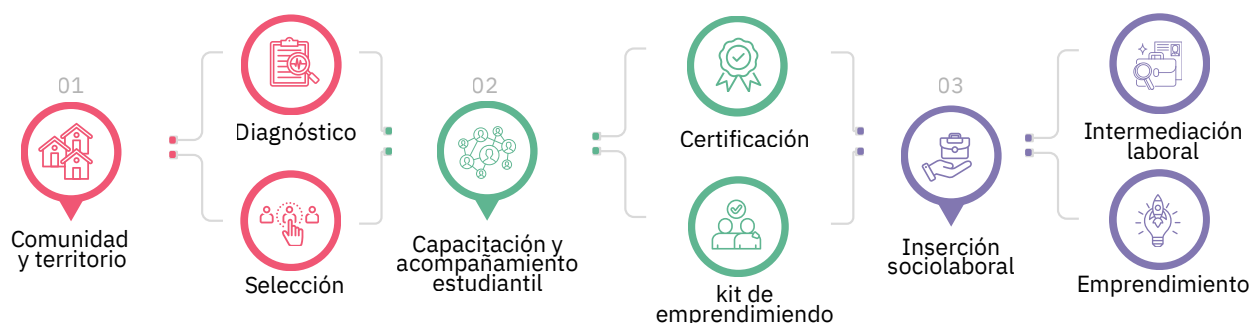 01
Comunidad
y territorio
Diagnóstico
Selección
02
Capacitación y
acompañamiento
estudiantil
Certificación
kit de
emprendimiendo
03
Inserción
sociolaboral
Intermediación
laboral
Emprendimiento